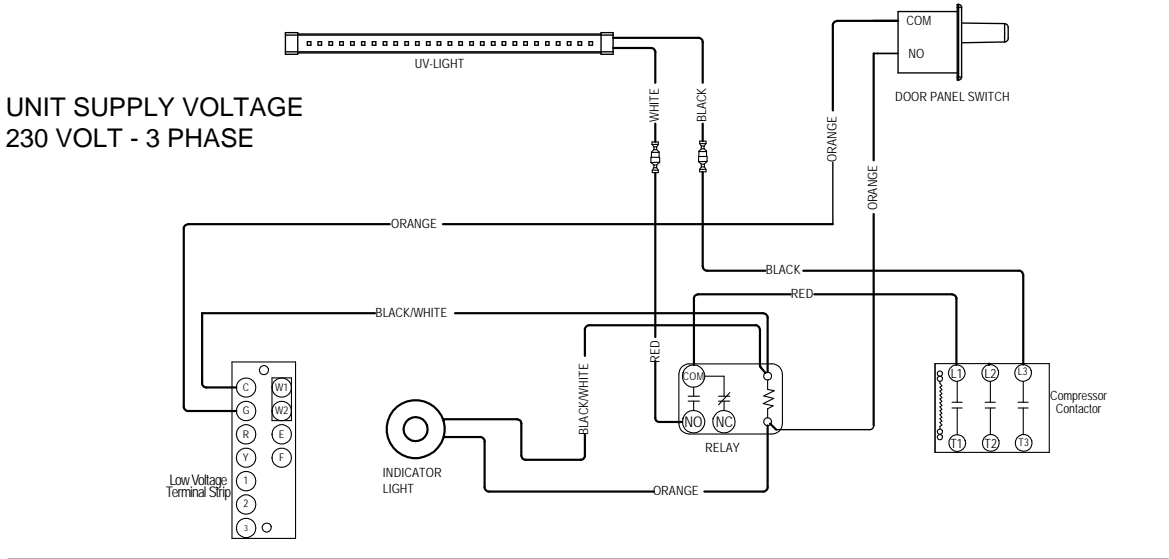 COM
NO
UV-LIGHT
DOOR PANEL SWITCH
UNIT SUPPLY VOLTAGE
230 VOLT - 3 PHASE
WHITE
BLACK
ORANGE
ORANGE
ORANGE
BLACK
RED
BLACK/WHITE
RED
BLACK/WHITE
C
W1
G
W2
R
E
Y
F
1
2
3
Low Voltage
Terminal Strip
INDICATOR
LIGHT
ORANGE
COM
NO
NC
RELAY
L1
L2
L3
T1
T2
T3
Compressor
Contactor